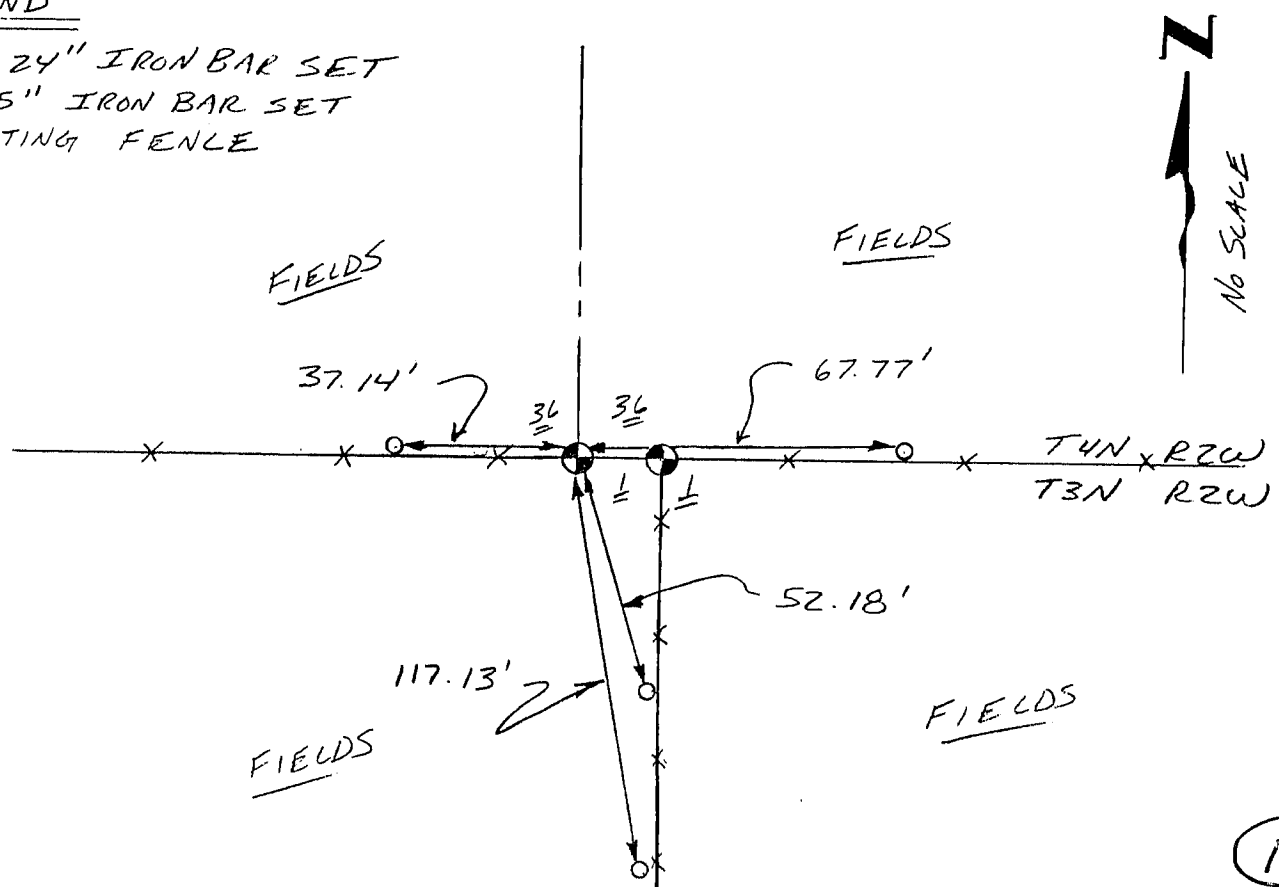 24" IRON BAR SET
5" IRON BAR SET
TING FENCE
N
NO SCALE
FIELDS
FIELDS
37.14'
67.77'
36
36
T4N R2W
1
1
T3N R2W
52.18'
117.13'
FIELDS
FIELDS